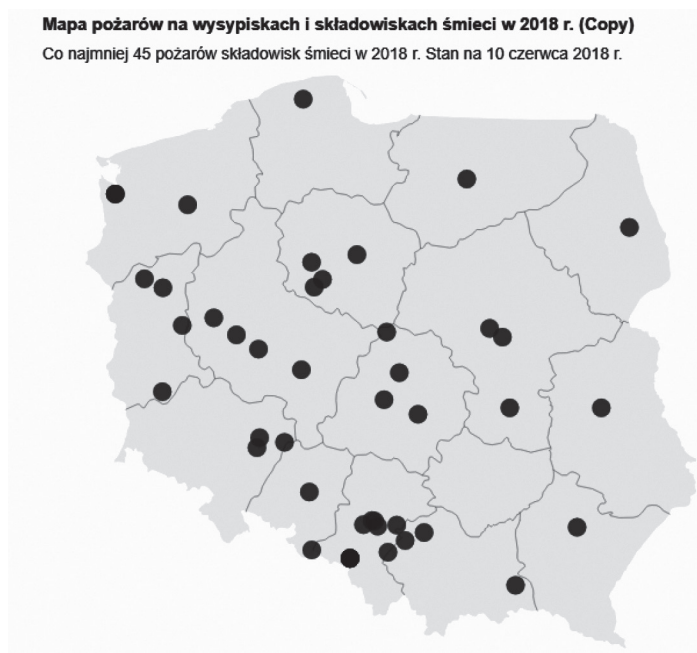 Mapa pożarów na wysypiskach i składowiskach śmieci w 2018 r. (Copy)
Co najmniej 45 pożarów składowisk śmieci w 2018 r. Stan na 10 czerwca 2018 r.